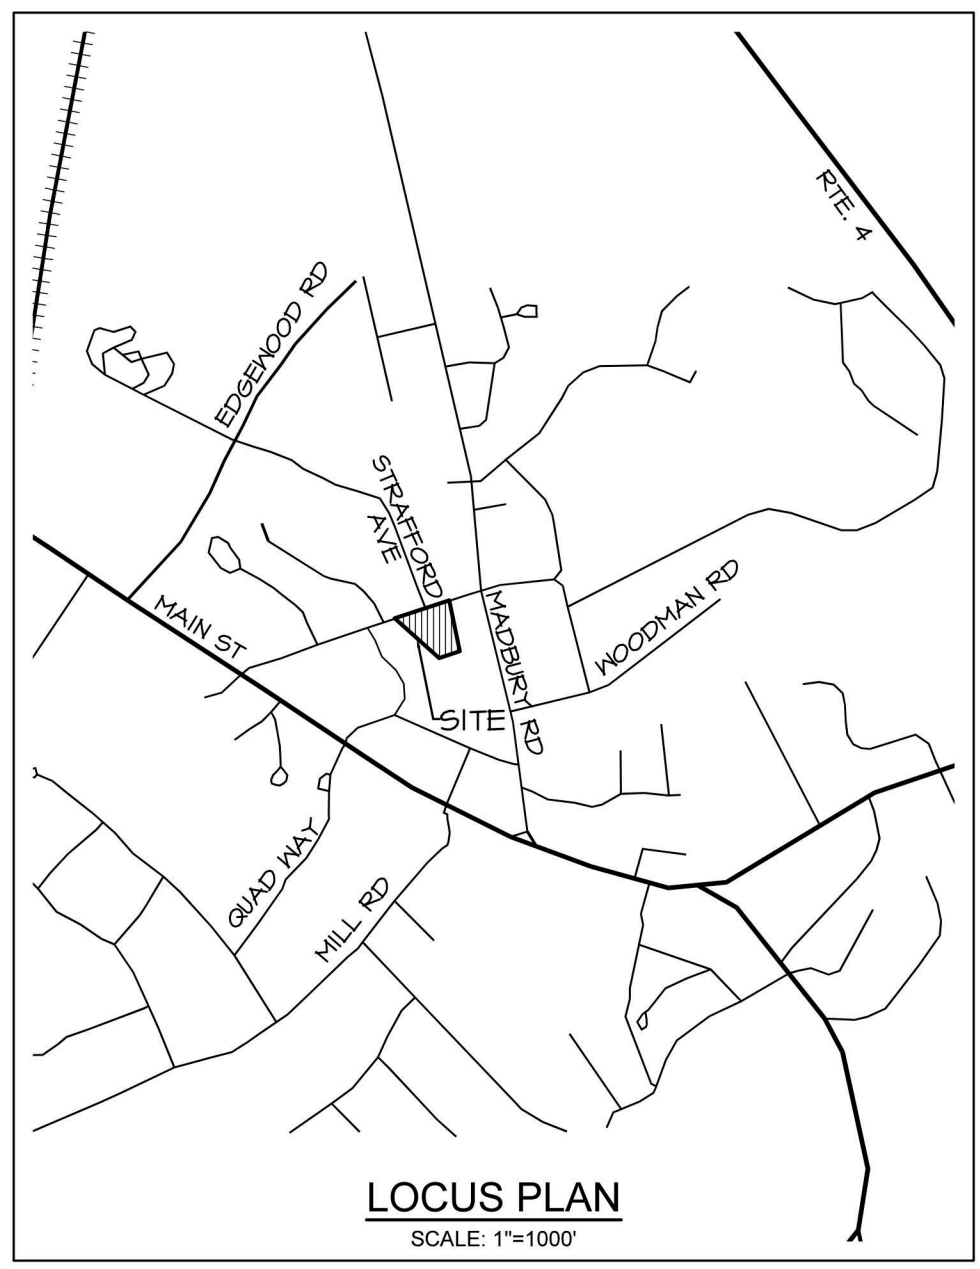 RTE. 4
EDGEWOOD RD
STRAFFORD
AVE
MAIN ST
WOODMAN RD
MADBURY RD
SITE
QUAD WAY
MILL RD
LOCUS PLAN
SCALE: 1"=1000'